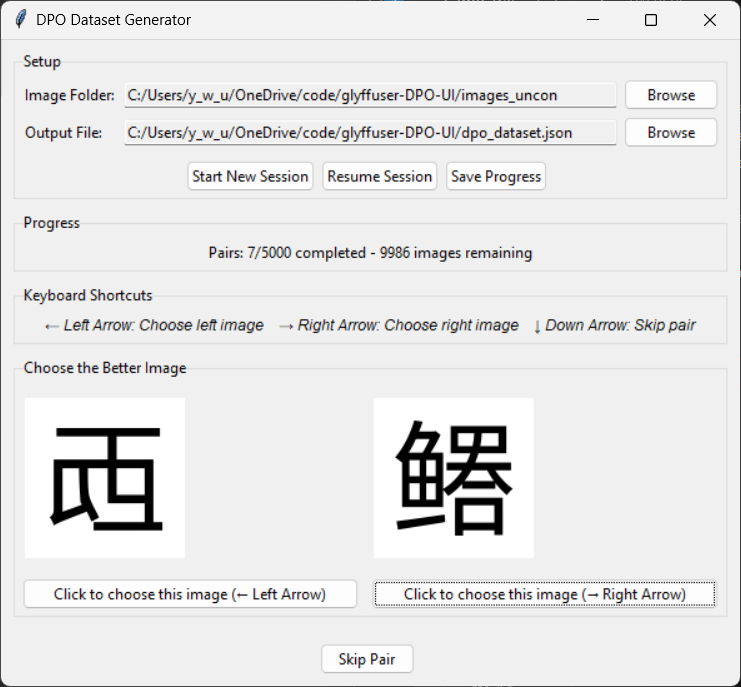 DPO Dataset Generator
Setup
Image Folder: C:/Users/y_w_u/OneDrive/code/glyffuser-DPO-UI/images_uncon Browse
Output File: C:/Users/y_w_u/OneDrive/code/glyffuser-DPO-UI/dpo_dataset.json Browse
Start New Session Resume Session Save Progress
Progress
Pairs: 7/5000 completed - 9986 images remaining
Keyboard Shortcuts
← Left Arrow: Choose left image → Right Arrow: Choose right image ↓ Down Arrow: Skip pair
Choose the Better Image
Click to choose this image (← Left Arrow) Click to choose this image (→ Right Arrow)
Skip Pair